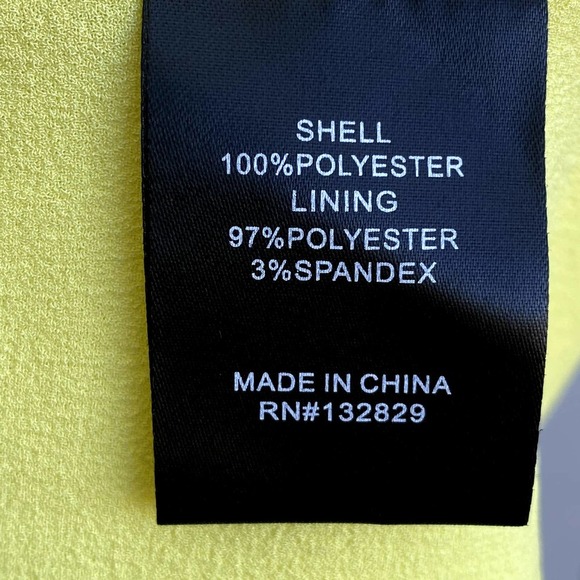 SHELL
100%POLYESTER
LINING
97%POLYESTER
3%SPANDEX
MADE IN CHINA
RN#132829